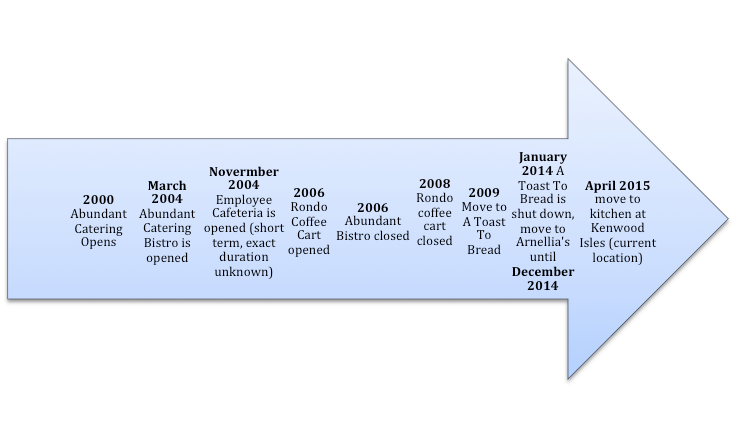 2000
Abundant
Catering
Opens
March
2004
Abundant
Catering
Bistro is
opened
Novermber
2004
Employee
Cafeteria is
opened (short
term, exact
duration
unknown)
2006
Rondo
Coffee
Cart
opened
2006
Abundant
Bistro closed
2008
Rondo
coffee
cart
closed
2009
Move to
A Toast
To
Bread
January
2014 A
Toast To
Bread is
shut down,
move to
Arnellia's
until
December
2014
April 2015
move to
kitchen at
Kenwood
Isles (current
location)